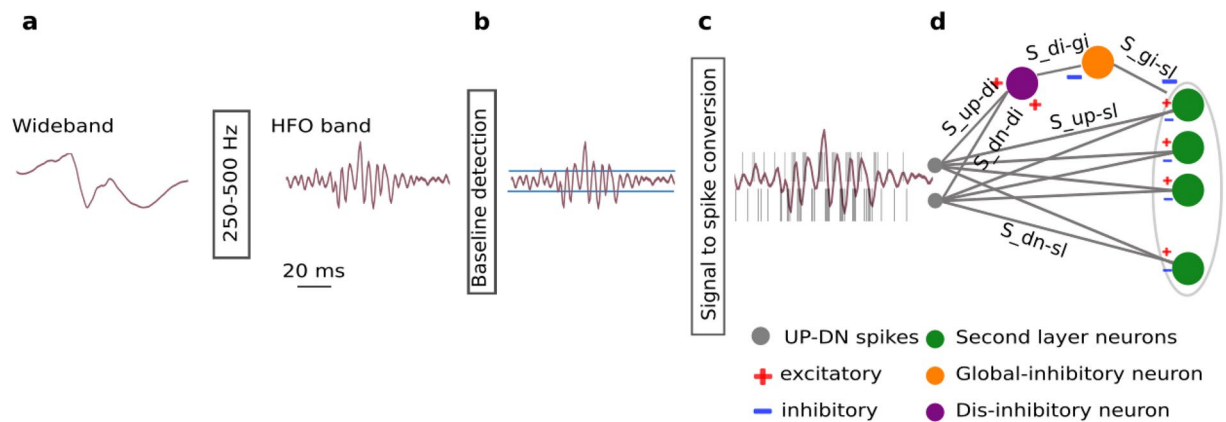 a
Wideband
250-500 Hz
HFO band
20 ms
b
Baseline detection
c
Signal to spike conversion
d
S_di-gi
S_gi-sl
S_up-di
S_dn-di
S_up-sl
S_dn-sl
UP-DN spikes
excitatory
inhibitory
Second layer neurons
Global-inhibitory neuron
Dis-inhibitory neuron